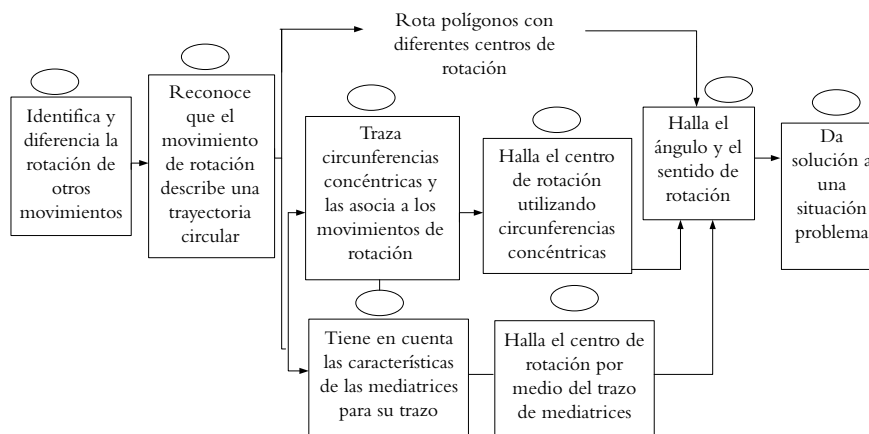 Rota polígonos con
diferentes centros de
rotación
Identifica y
diferencia la
rotación de
otros
movimientos
Reconoce
que el
movimiento
de rotación
describe una
trayectoria
circular
Traza
circunferencias
concéntricas y
las asocia a los
movimientos de
rotación
Halla el centro
de rotación
utilizando
circunferencias
concéntricas
Halla el
ángulo y el
sentido de
rotación
Da
solución a
una
situación
problema
Tiene en cuenta
las características
de las mediatrices
para su trazo
Halla el centro de
rotación por
medio del trazo
de mediatrices